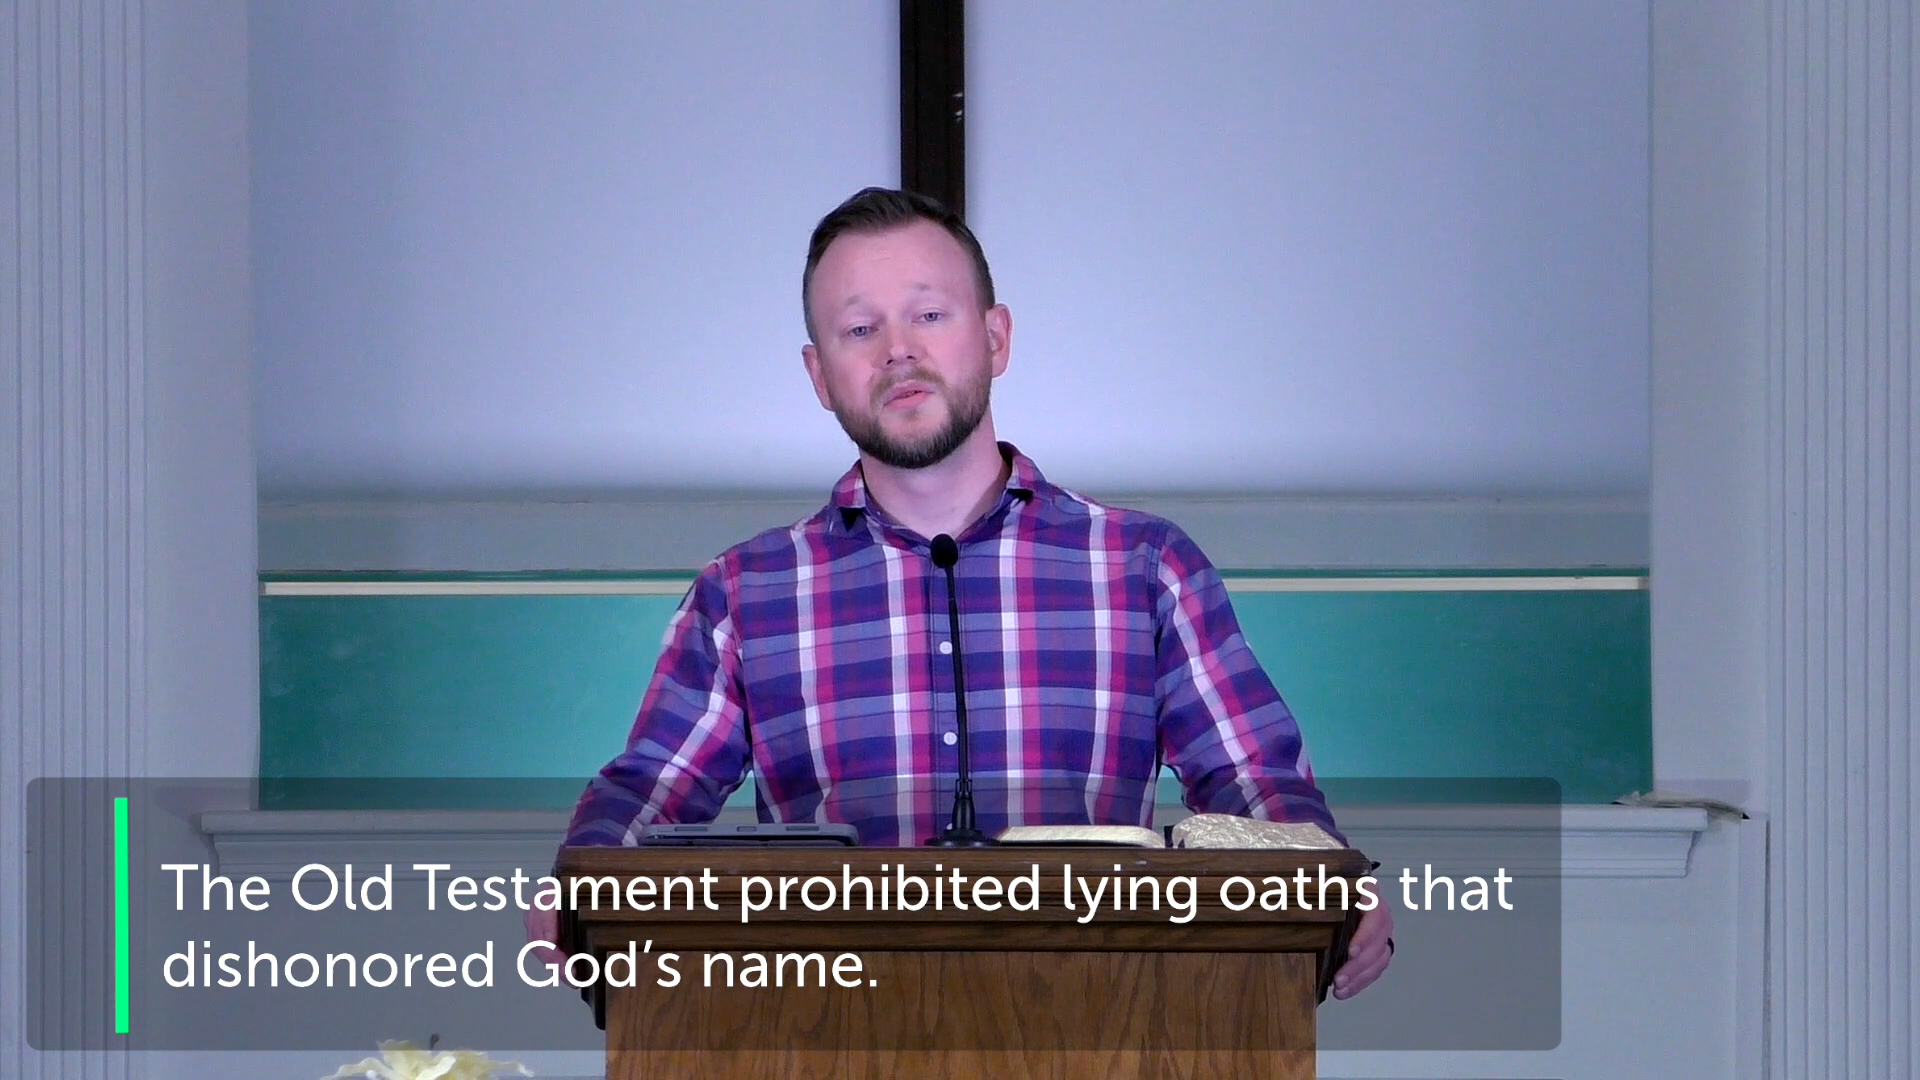 The Old Testament prohibited lying oaths that
dishonored God’s name.